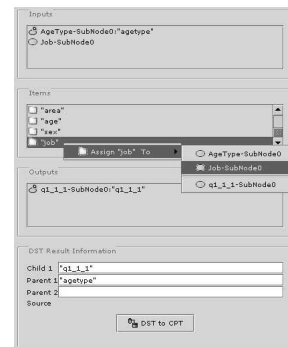 Inputs
AgeType-SubNode0:"agetype"
Job-SubNode0
Items
"area"
"age"
"sex"
"job"
Assign "job" To
AgeType-SubNode0
Job-SubNode0
q1_1_1-SubNode0
Outputs
q1_1_1-SubNode0:"q1_1_1"
DST Result Information
Child 1 "q1_1_1"
Parent 1 "agetype"
Parent 2
Source
DST to CPT